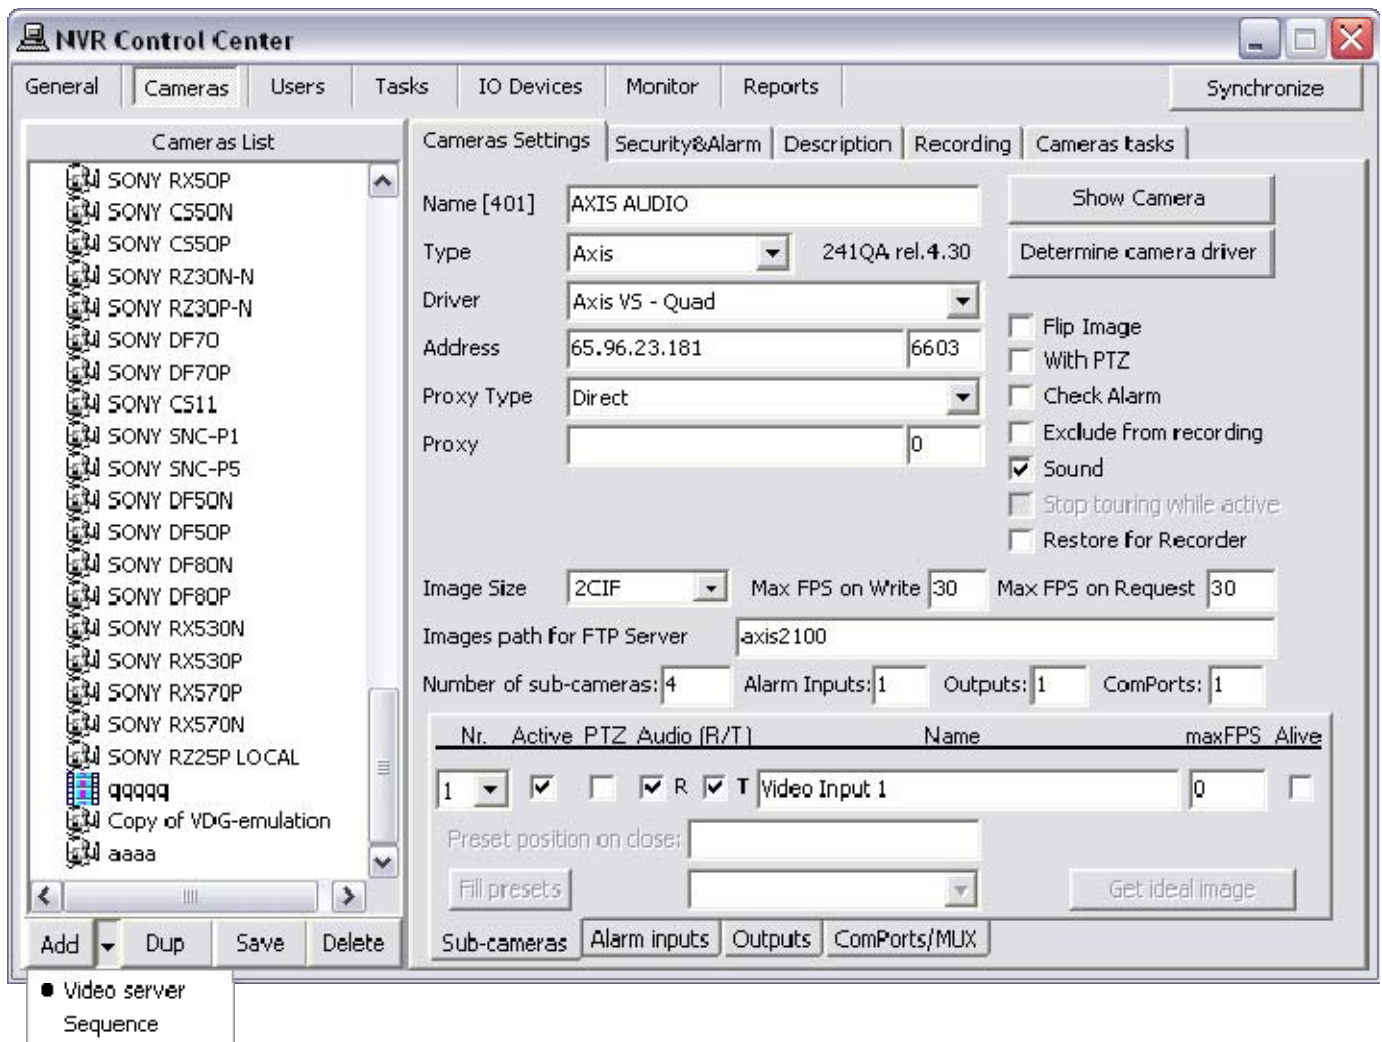 NVR Control Center
General Cameras Users Tasks IO Devices Monitor Reports Synchronize
Cameras List
SONY RX50P
SONY CS50N
SONY CS50P
SONY RZ30N-N
SONY RZ30P-N
SONY DF70
SONY DF70P
SONY CS11
SONY SNC-P1
SONY SNC-P5
SONY DF50N
SONY DF50P
SONY DF80N
SONY DF80P
SONY RX530N
SONY RX530P
SONY RX570P
SONY RX570N
SONY RZ25P LOCAL
qqqqq
Copy of VDG-emulation
aaaa
Add Dup Save Delete
Video server
Sequence
Cameras Settings Security&Alarm Description Recording Cameras tasks
Name [401] AXIS AUDIO Show Camera
Type Axis 241QA rel.4.30 Determine camera driver
Driver Axis VS - Quad
Address 65.96.23.181 6603
Proxy Type Direct
Proxy 0
Flip Image
With PTZ
Check Alarm
Exclude from recording
Sound
Stop touring while active
Restore for Recorder
Image Size 2CIF Max FPS on Write 30 Max FPS on Request 30
Images path for FTP Server axis2100
Number of sub-cameras: 4 Alarm Inputs: 1 Outputs: 1 ComPorts: 1
Nr. Active PTZ Audio (R/T) Name maxFPS Alive
1 R T Video Input 1 0
Preset position on close:
Fill presets Get ideal image
Sub-cameras Alarm inputs Outputs ComPorts/MUX